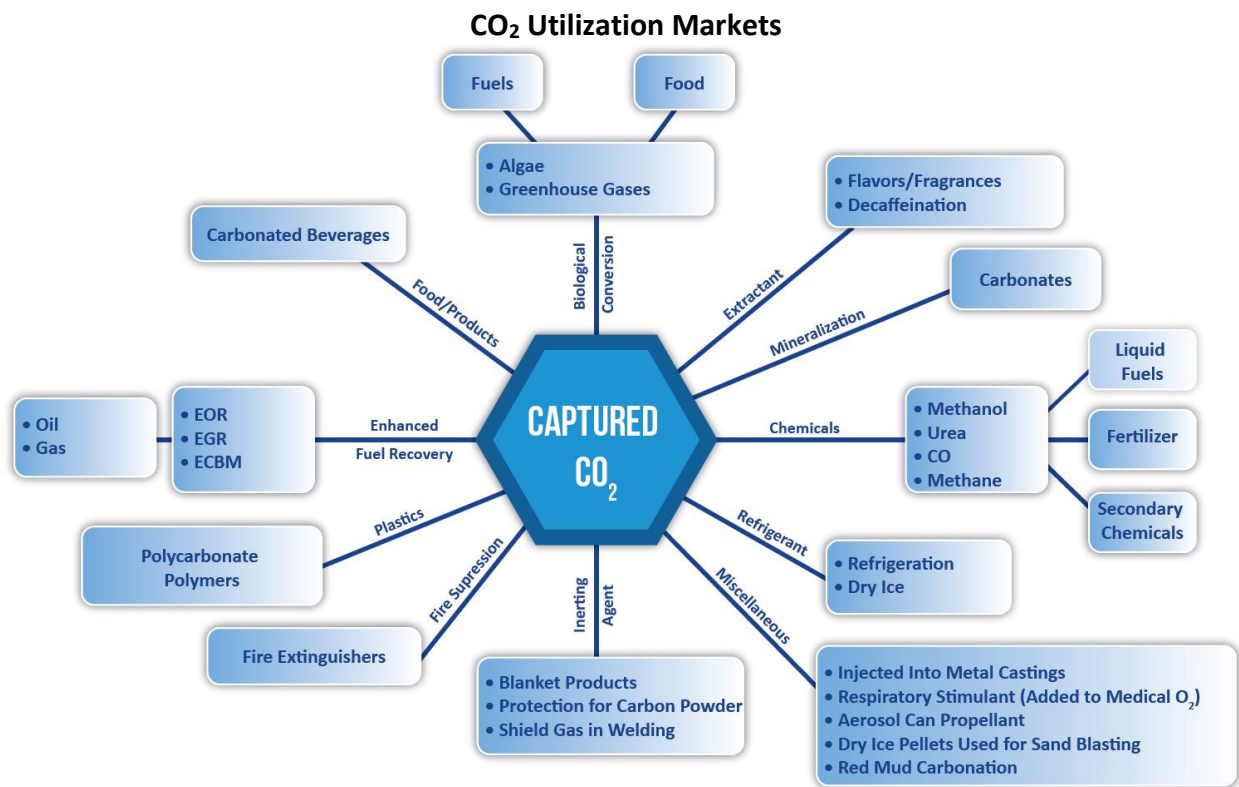 CO₂ Utilization Markets
Fuels
Food
• Algae
• Greenhouse Gases
Biological
Conversion
• Flavors/Fragrances
• Decaffeination
Extractant
Carbonates
Mineralization
Carbonated Beverages
Food/Products
CAPTURED
CO₂
Chemicals
• Methanol
• Urea
• CO
• Methane
Liquid
Fuels
Fertilizer
Secondary
Chemicals
• Oil
• Gas
• EOR
• EGR
• ECBM
Enhanced
Fuel Recovery
Plastics
Polycarbonate
Polymers
Fire Supression
Fire Extinguishers
Inerting
Agent
• Blanket Products
• Protection for Carbon Powder
• Shield Gas in Welding
Refrigerant
• Refrigeration
• Dry Ice
Miscellaneous
• Injected Into Metal Castings
• Respiratory Stimulant (Added to Medical O₂)
• Aerosol Can Propellant
• Dry Ice Pellets Used for Sand Blasting
• Red Mud Carbonation